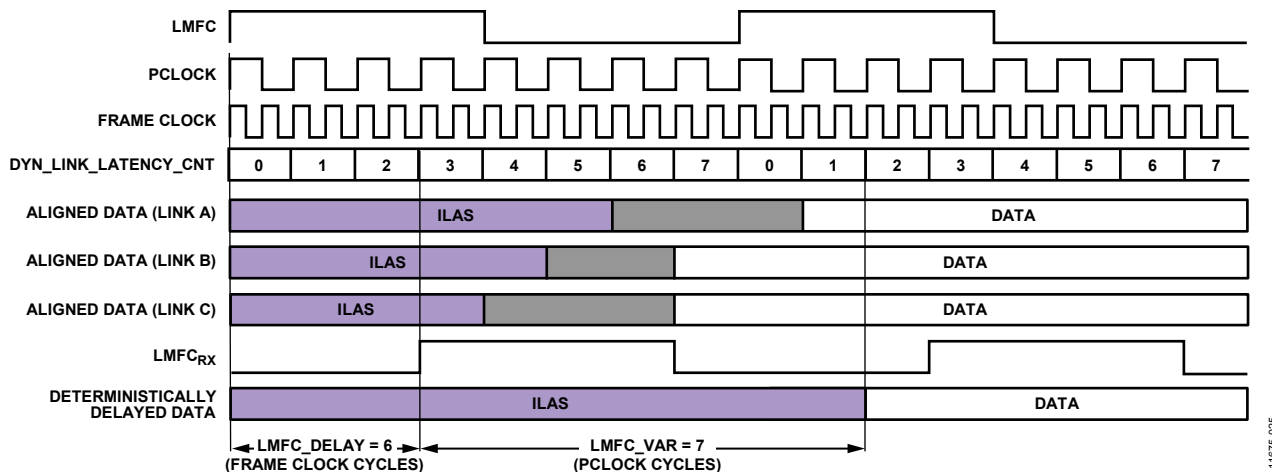 LMFC
PCLOCK
FRAME CLOCK
DYN_LINK_LATENCY_CNT 0 1 2 3 4 5 6 7 0 1 2 3 4 5 6 7
ALIGNED DATA (LINK A) ILAS DATA
ALIGNED DATA (LINK B) ILAS DATA
ALIGNED DATA (LINK C) ILAS DATA
LMFCRX
DETERMINISTICALLY
DELAYED DATA ILAS DATA
LMFC_DELAY = 6
(FRAME CLOCK CYCLES)
LMFC_VAR = 7
(PCLOCK CYCLES)